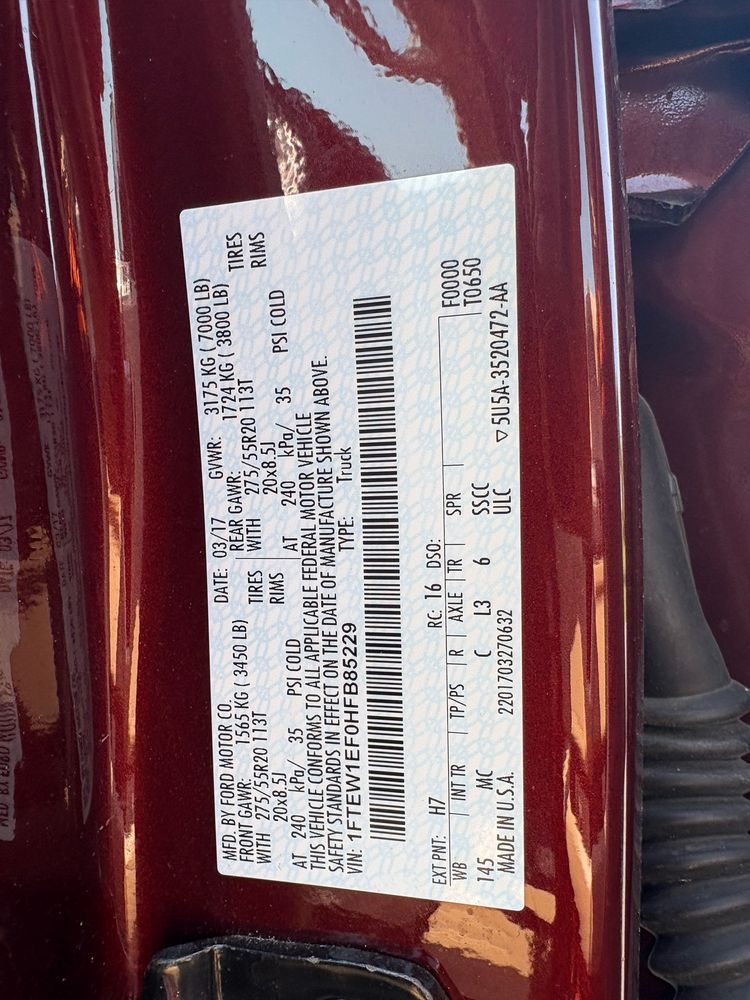 MFD. BY FORD MOTOR CO.
DATE: 03/17 GVWR: 3175 KG ( 7000 LB)
FRONT GAWR: 1565 KG ( 3450 LB) REAR GAWR: 1724 KG ( 3800 LB)
WITH 275/55R20 113T TIRES WITH 275/55R20 113T TIRES
20x8.5J RIMS 20x8.5J RIMS
AT 240 kPa/ 35 PSI COLD AT 240 kPa/ 35 PSI COLD
THIS VEHICLE CONFORMS TO ALL APPLICABLE FEDERAL MOTOR VEHICLE
SAFETY STANDARDS IN EFFECT ON THE DATE OF MANUFACTURE SHOWN ABOVE.
VIN: 1FTEW1EF0HFB85229 TYPE: Truck
EXT PNT: H7 RC: 16 DSO: F0000
T0650
WB INT TR TP/PS R AXLE TR SPR
145 MC C L3 6 SSCC
MADE IN U.S.A. 2201703270632 ULC ▽5U5A-3520472-AA